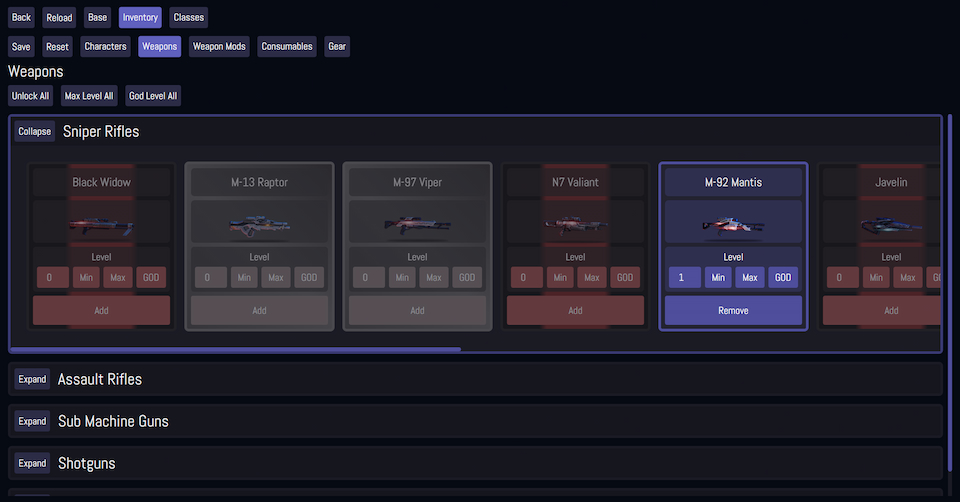 Back Reload Base Inventory Classes
Save Reset Characters Weapons Weapon Mods Consumables Gear
Weapons
Unlock All Max Level All God Level All
Collapse Sniper Rifles
Black Widow M-13 Raptor M-97 Viper N7 Valiant M-92 Mantis Javelin
Level Level Level Level Level Level
0 Min Max GOD 0 Min Max GOD 0 Min Max GOD 0 Min Max GOD 1 Min Max GOD 0 Min Max
Add Add Add Add Remove Add
Expand Assault Rifles
Expand Sub Machine Guns
Expand Shotguns